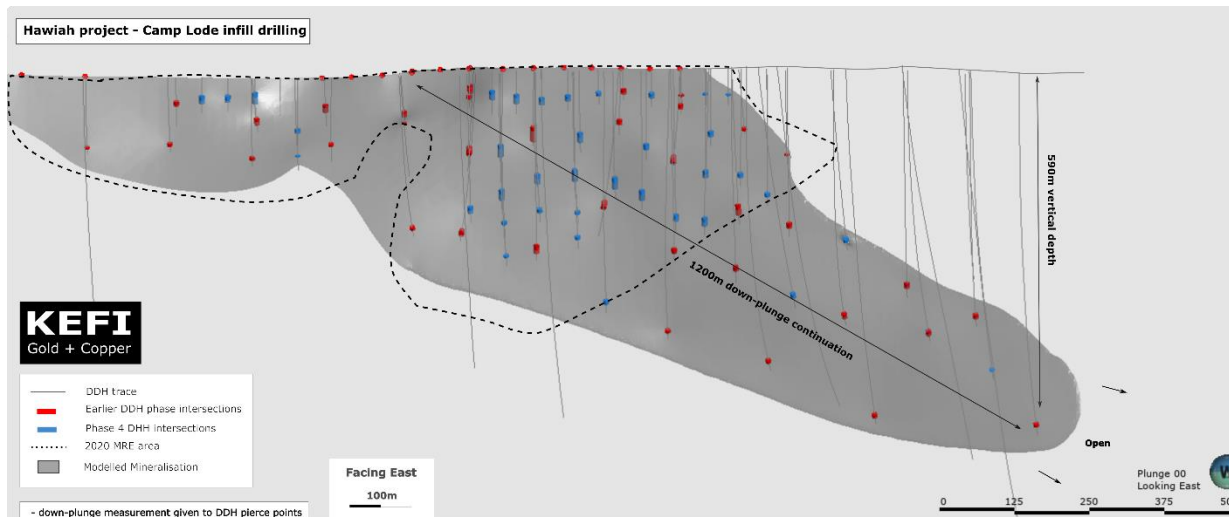 Hawiah project - Camp Lode infill drilling
590m vertical depth
1200m down-plunge continuation
KEFI
Gold + Copper
DDH trace
Earlier DDH phase intersections
Phase 4 DHH intersections
2020 MRE area
Modelled Mineralisation
- down-plunge measurement given to DDH pierce points
Facing East
100m
Open
Plunge 00
Looking East
W
0 125 250 375